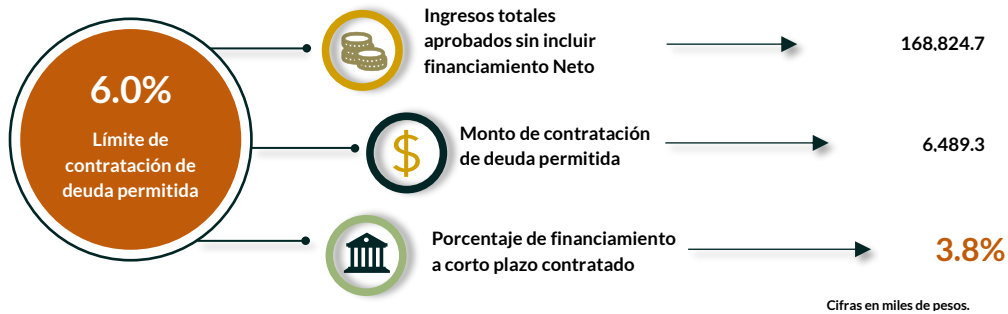 6.0%
Límite de
contratación de
deuda permitida
Ingresos totales
aprobados sin incluir
financiamiento Neto
168,824.7
$
Monto de contratación
de deuda permitida
6,489.3
Porcentaje de financiamiento
a corto plazo contratado
3.8%
Cifras en miles de pesos.